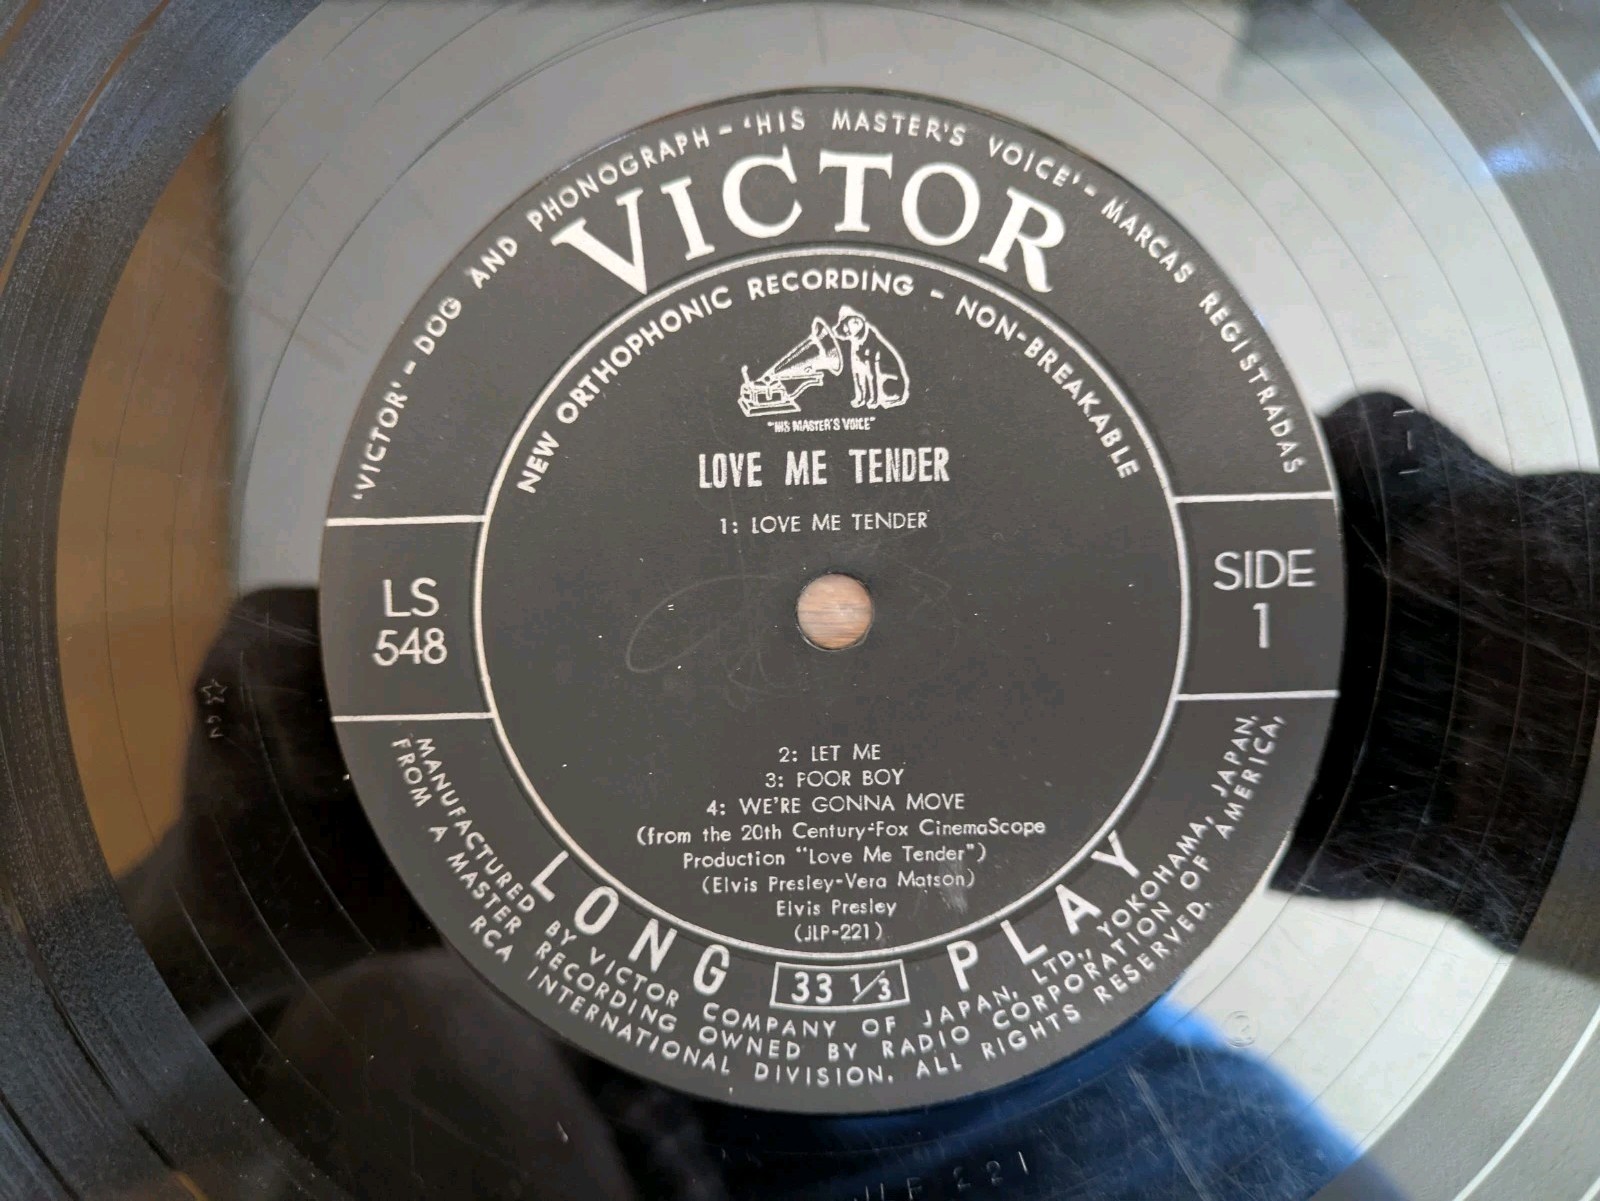 'VICTOR' - DOG AND PHONOGRAPH - 'HIS MASTER'S VOICE' - MARCAS REGISTRADAS
VICTOR
NEW ORTHOPHONIC RECORDING - NON-BREAKABLE
"HIS MASTER'S VOICE"
LOVE ME TENDER
1: LOVE ME TENDER
LS
548
SIDE
1
2: LET ME
3: POOR BOY
4: WE'RE GONNA MOVE
(from the 20th Century-Fox CinemaScope
Production "Love Me Tender")
(Elvis Presley-Vera Matson)
Elvis Presley
(JLP-221)
LONG 33 1/3 PLAY
MANUFACTURED BY VICTOR COMPANY OF JAPAN, LTD., YOKOHAMA, JAPAN,
FROM A MASTER RECORDING OWNED BY RADIO CORPORATION OF AMERICA,
RCA INTERNATIONAL DIVISION. ALL RIGHTS RESERVED.